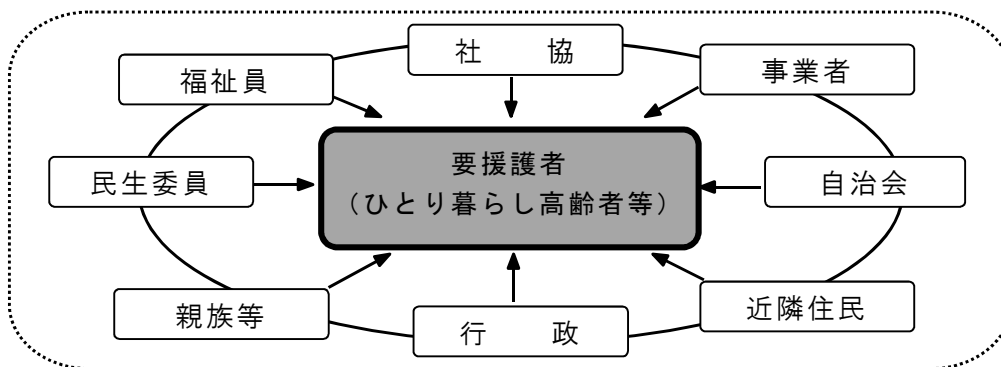 社　　協
福祉員
事業者
要援護者
（ひとり暮らし高齢者等）
民生委員
自治会
親族等
行　　政
近隣住民